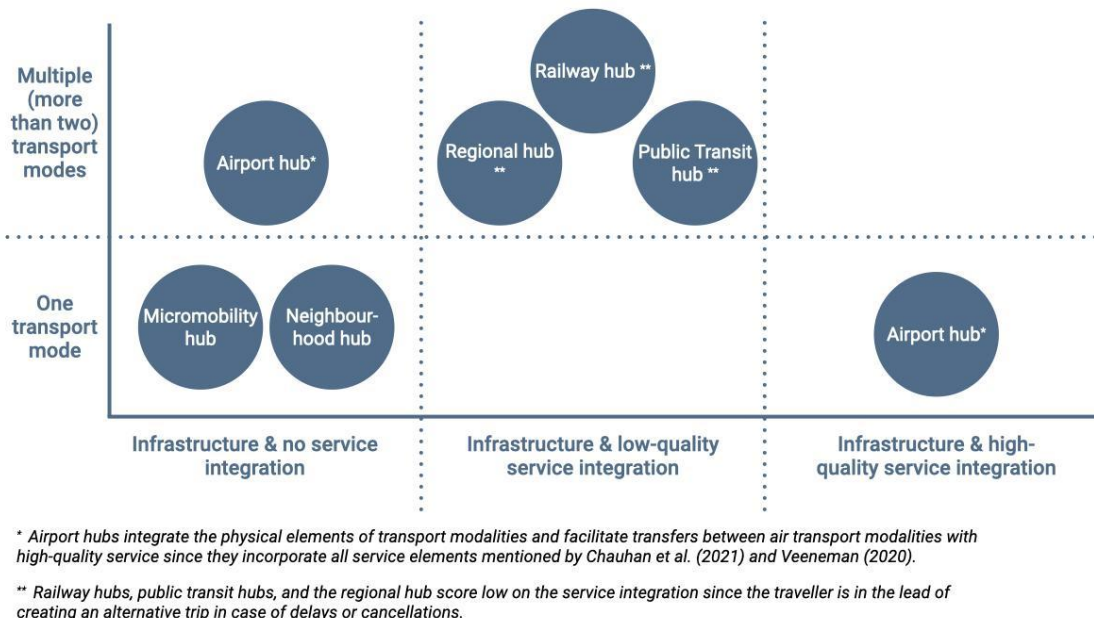 Multiple
(more
than two)
transport
modes
Railway hub **
Airport hub*
Regional hub
**
Public Transit
hub **
One
transport
mode
Micromobility
hub
Neighbour-
hood hub
Airport hub*
Infrastructure & no service
integration
Infrastructure & low-quality
service integration
Infrastructure & high-
quality service integration
* Airport hubs integrate the physical elements of transport modalities and facilitate transfers between air transport modalities with
high-quality service since they incorporate all service elements mentioned by Chauhan et al. (2021) and Veeneman (2020).
** Railway hubs, public transit hubs, and the regional hub score low on the service integration since the traveller is in the lead of
creating an alternative trip in case of delays or cancellations.